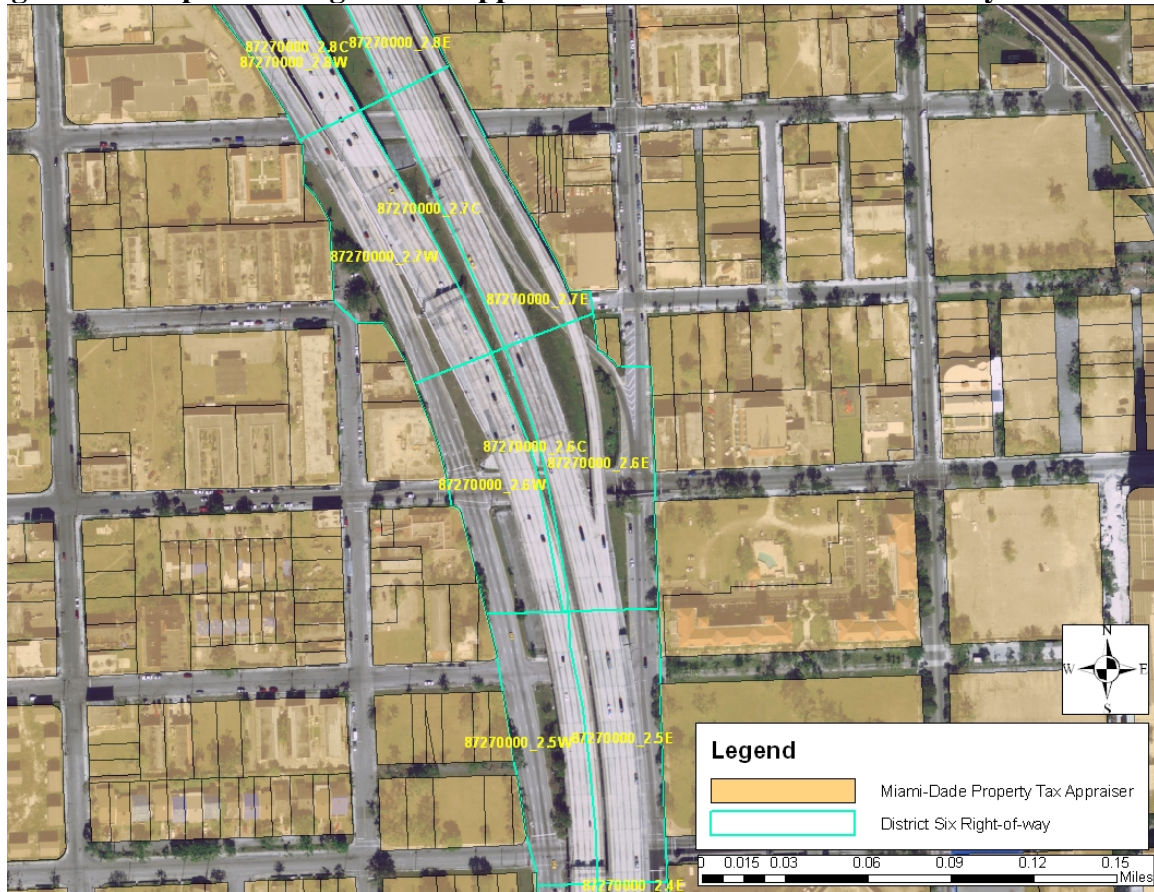 87270000_2.8C
87270000_2.8E
87270000_2.8W
87270000_2.7C
87270000_2.7W
87270000_2.7E
87270000_2.6C
87270000_2.6E
87270000_2.6W
87270000_2.5W
87270000_2.5E
87270000_2.4E
N
W E
S
Legend
Miami-Dade Property Tax Appraiser
District Six Right-of-way
0 0.015 0.03 0.06 0.09 0.12 0.15
Miles